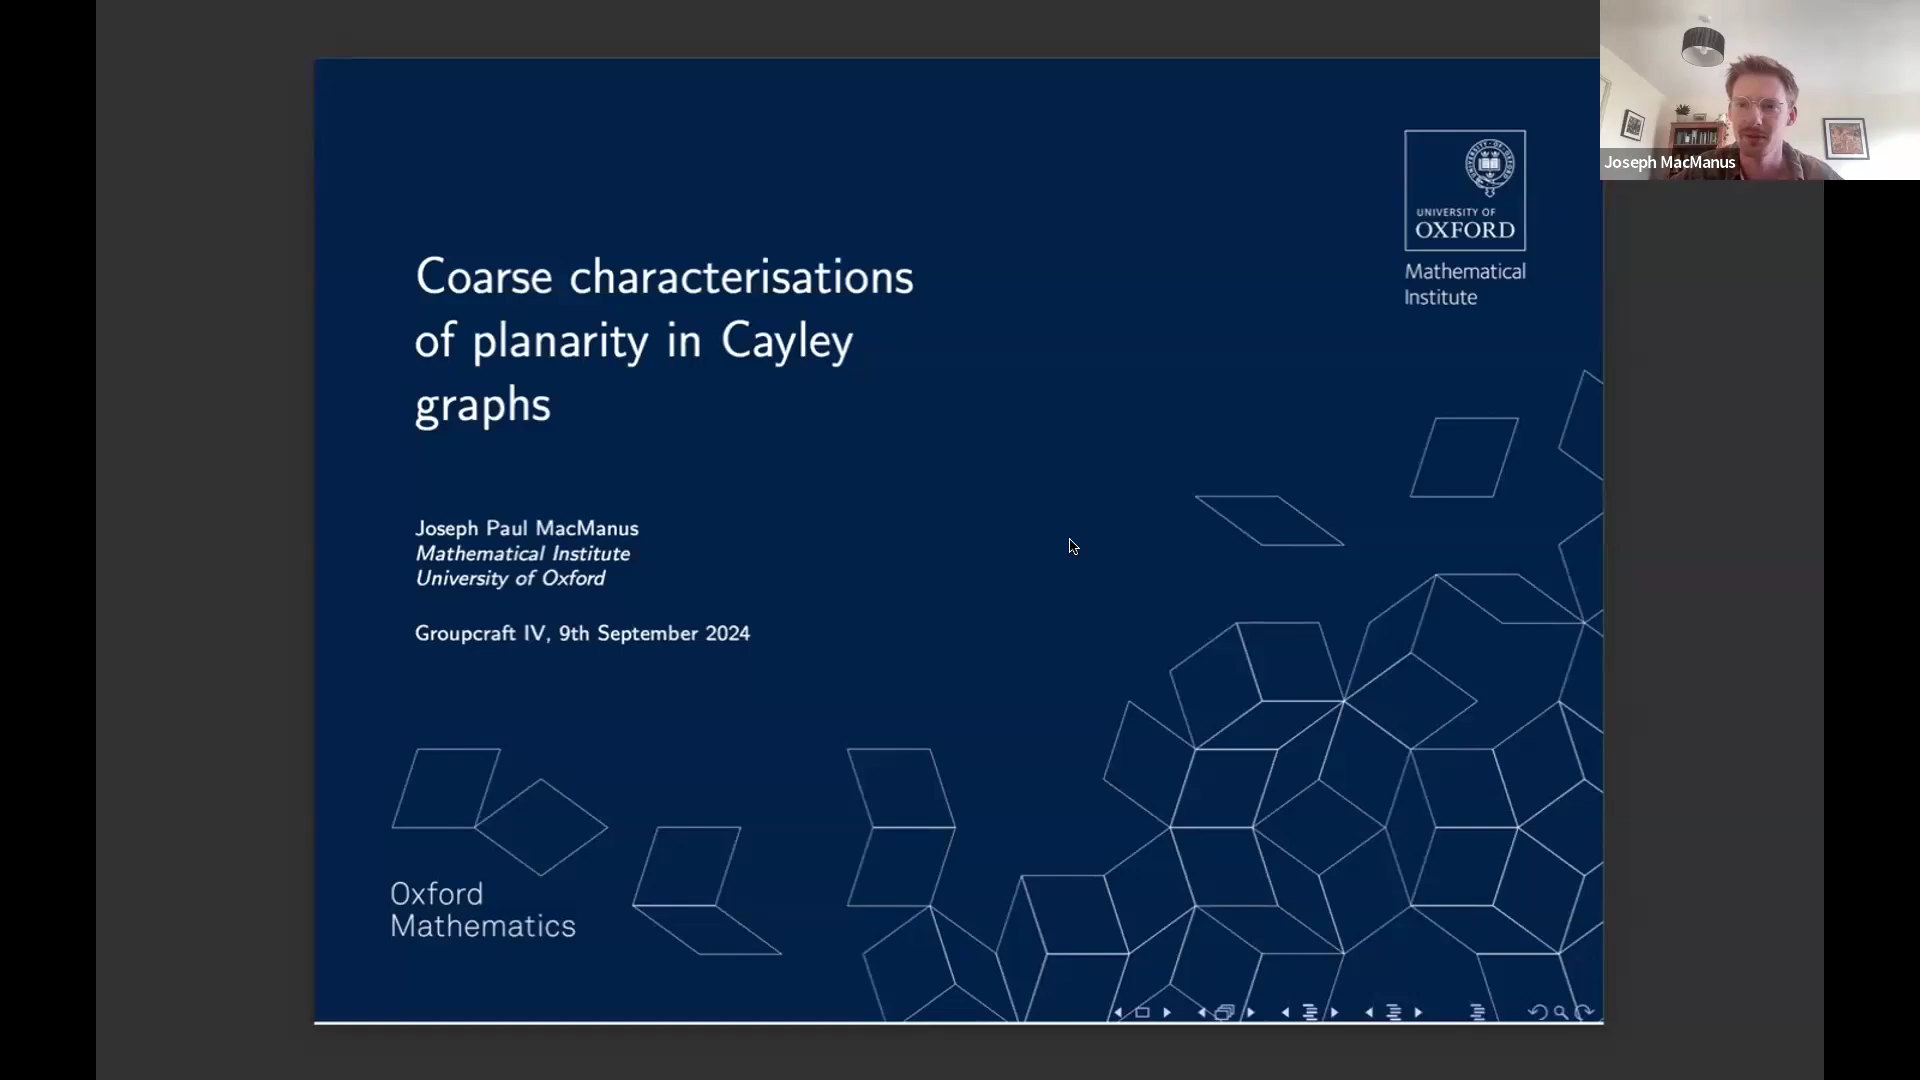 Joseph MacManus
UNIVERSITY OF
OXFORD
Mathematical
Institute
Coarse characterisations
of planarity in Cayley
graphs
Joseph Paul MacManus
Mathematical Institute
University of Oxford
Groupcraft IV, 9th September 2024
Oxford
Mathematics